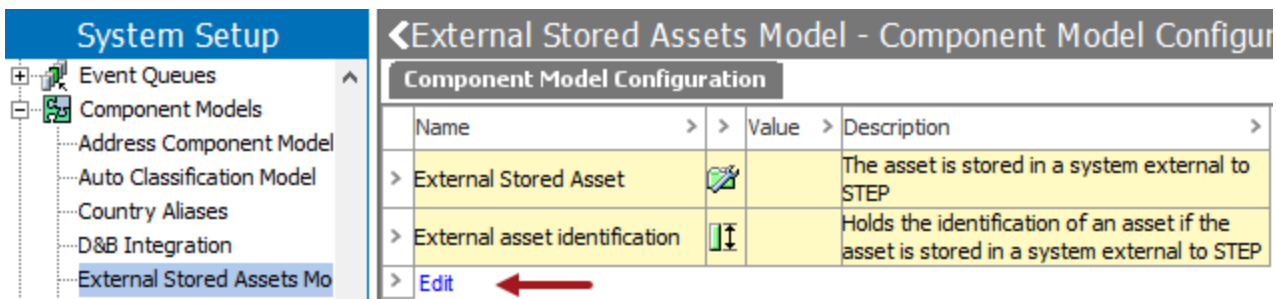 System Setup
Event Queues
Component Models
Address Component Model
Auto Classification Model
Country Aliases
D&B Integration
External Stored Assets Mo
External Stored Assets Model - Component Model Configur
Component Model Configuration
Name > > Value > Description >
> External Stored Asset The asset is stored in a system external to
STEP
> External asset identification Holds the identification of an asset if the
asset is stored in a system external to STEP
> Edit